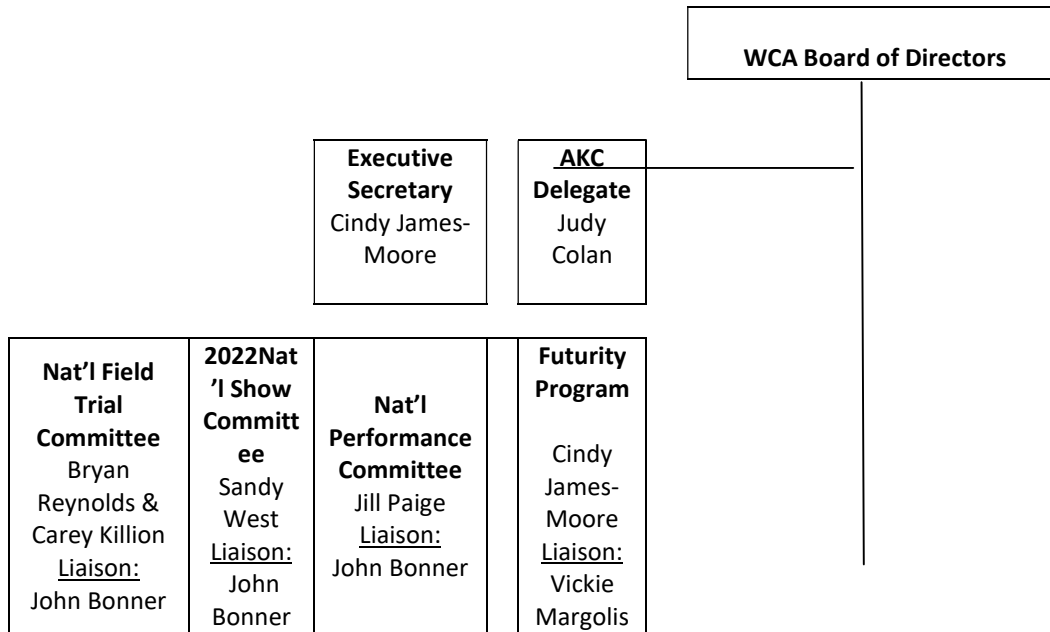 WCA Board of Directors
Executive
Secretary
Cindy James-
Moore
AKC
Delegate
Judy
Colan
Nat’l Field
Trial
Committee
Bryan
Reynolds &
Carey Killion
Liaison:
John Bonner
2022Nat
’l Show
Committ
ee
Sandy
West
Liaison:
John
Bonner
Nat’l
Performance
Committee
Jill Paige
Liaison:
John Bonner
Futurity
Program
Cindy
James-
Moore
Liaison:
Vickie
Margolis